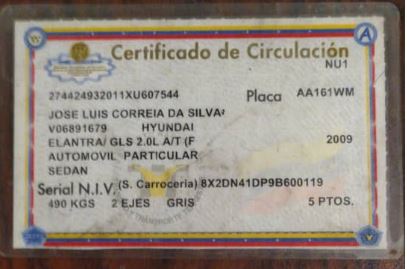 Certificado de Circulación
NU1
274424932011XU607544
Placa AA161WM
JOSE LUIS CORREIA DA SILVA
V06891679 HYUNDAI
ELANTRA/ GLS 2.0L A/T (F 2009
AUTOMOVIL PARTICULAR
SEDAN
Serial N.I.V. (S. Carroceria) 8X2DN41DP9B600119
490 KGS 2 EJES GRIS 5 PTOS.